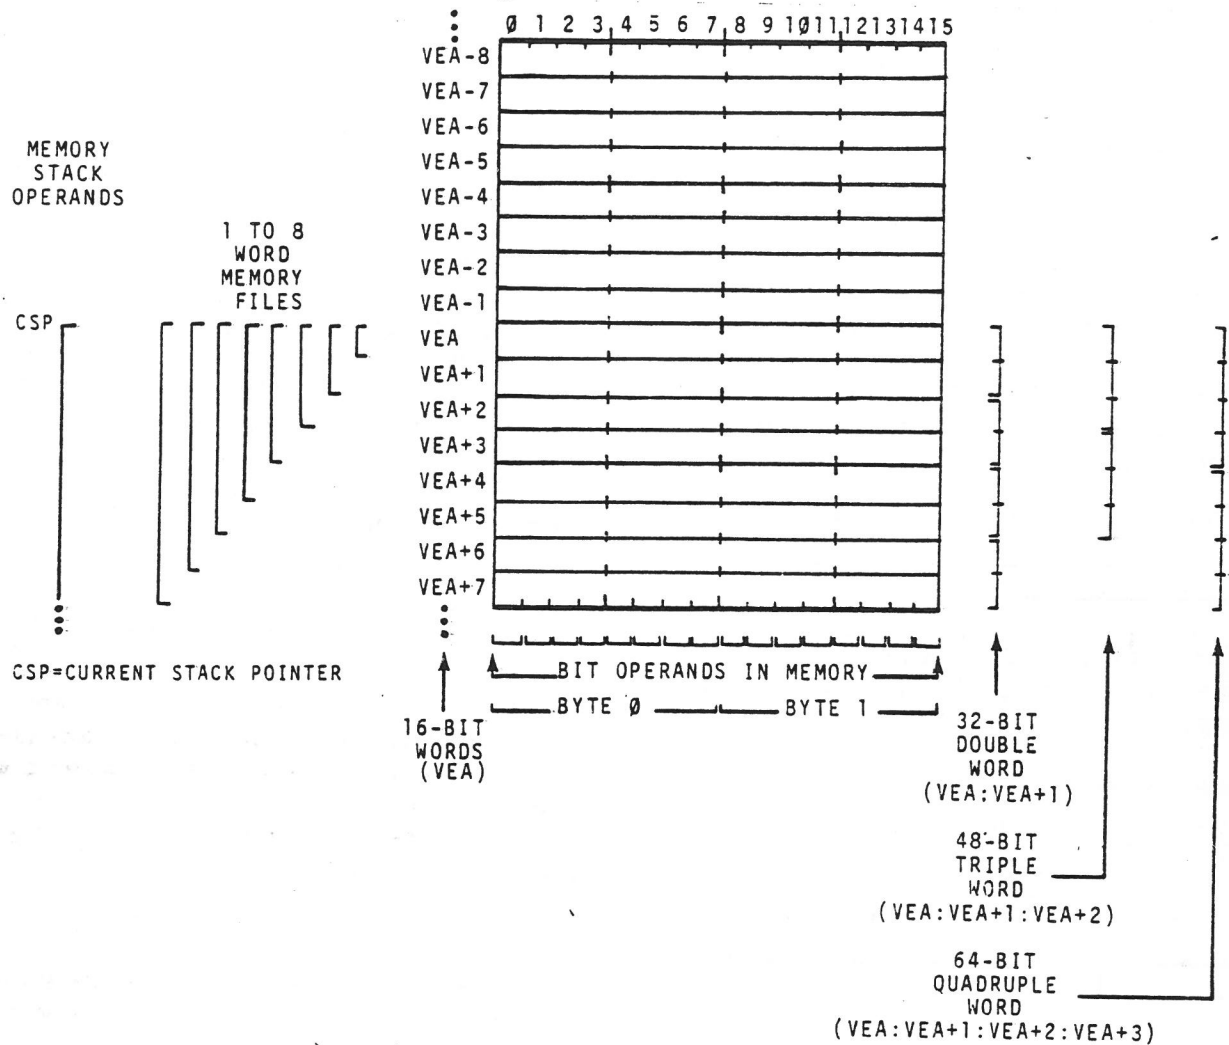 0 1 2 3 4 5 6 7 8 9 10 11 12 13 14 15
VEA-8
VEA-7
VEA-6
VEA-5
VEA-4
VEA-3
VEA-2
VEA-1
VEA
VEA+1
VEA+2
VEA+3
VEA+4
VEA+5
VEA+6
VEA+7
MEMORY
STACK
OPERANDS
1 TO 8
WORD
MEMORY
FILES
CSP
CSP=CURRENT STACK POINTER
BIT OPERANDS IN MEMORY
BYTE 0 BYTE 1
16-BIT
WORDS
(VEA)
32-BIT
DOUBLE
WORD
(VEA:VEA+1)
48-BIT
TRIPLE
WORD
(VEA:VEA+1:VEA+2)
64-BIT
QUADRUPLE
WORD
(VEA:VEA+1:VEA+2:VEA+3)